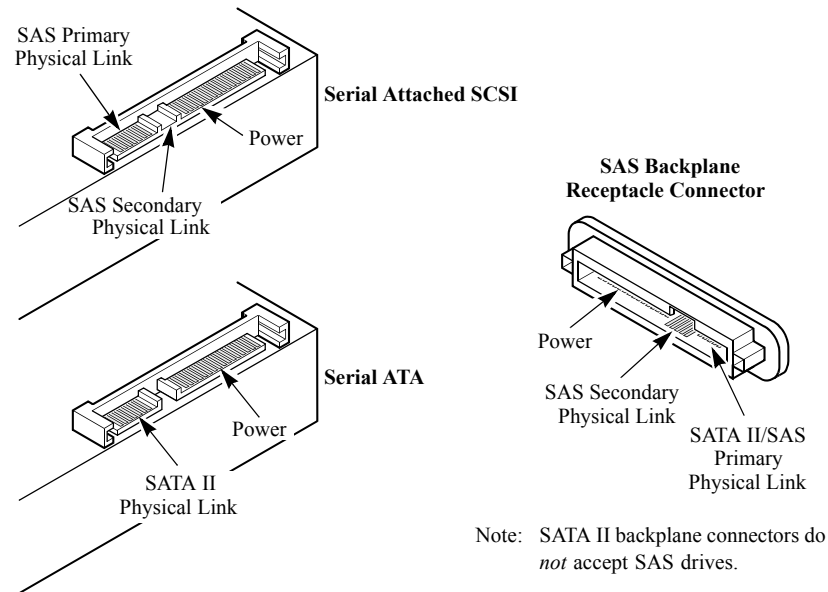 SAS Primary
Physical Link
Serial Attached SCSI
Power
SAS Secondary
Physical Link
SATA II
Physical Link
Serial ATA
Power
SAS Backplane
Receptacle Connector
Power
SAS Secondary
Physical Link
SATA II/SAS
Primary
Physical Link
Note: SATA II backplane connectors do
not accept SAS drives.